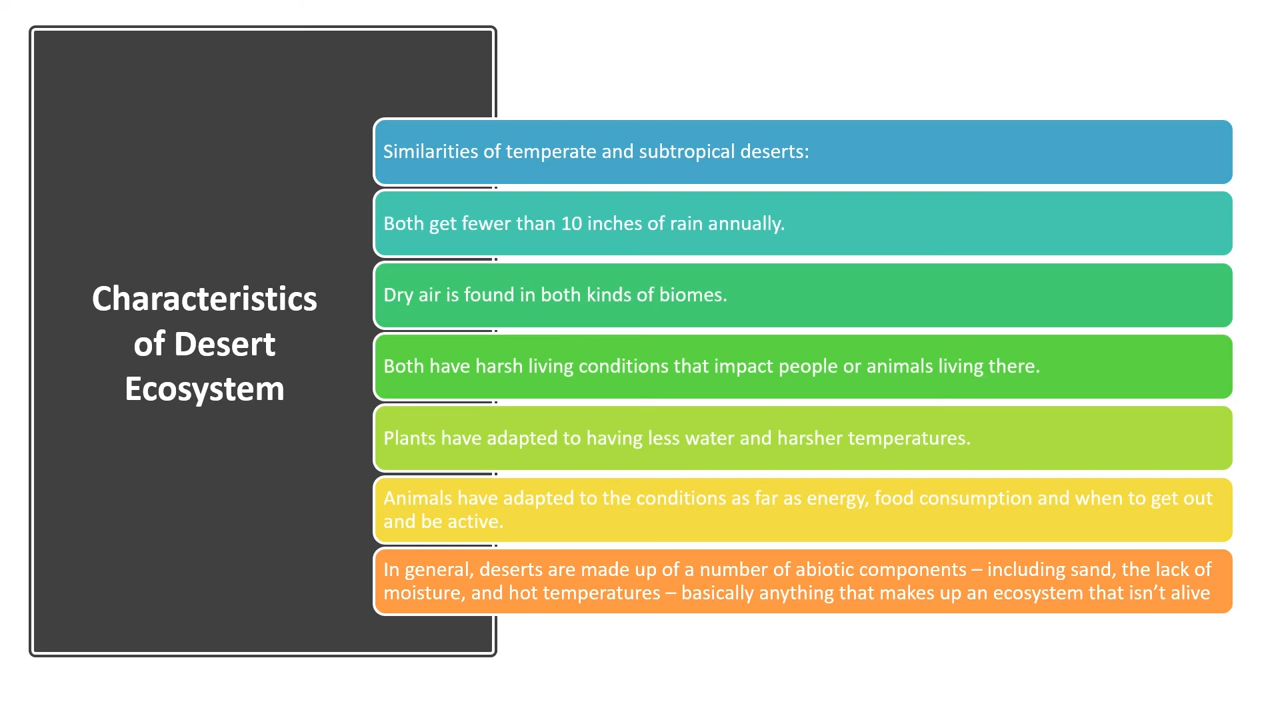 Characteristics
of Desert
Ecosystem
Similarities of temperate and subtropical deserts:
Both get fewer than 10 inches of rain annually.
Dry air is found in both kinds of biomes.
Both have harsh living conditions that impact people or animals living there.
Plants have adapted to having less water and harsher temperatures.
Animals have adapted to the conditions as far as energy, food consumption and when to get out
and be active.
In general, deserts are made up of a number of abiotic components – including sand, the lack of
moisture, and hot temperatures – basically anything that makes up an ecosystem that isn’t alive